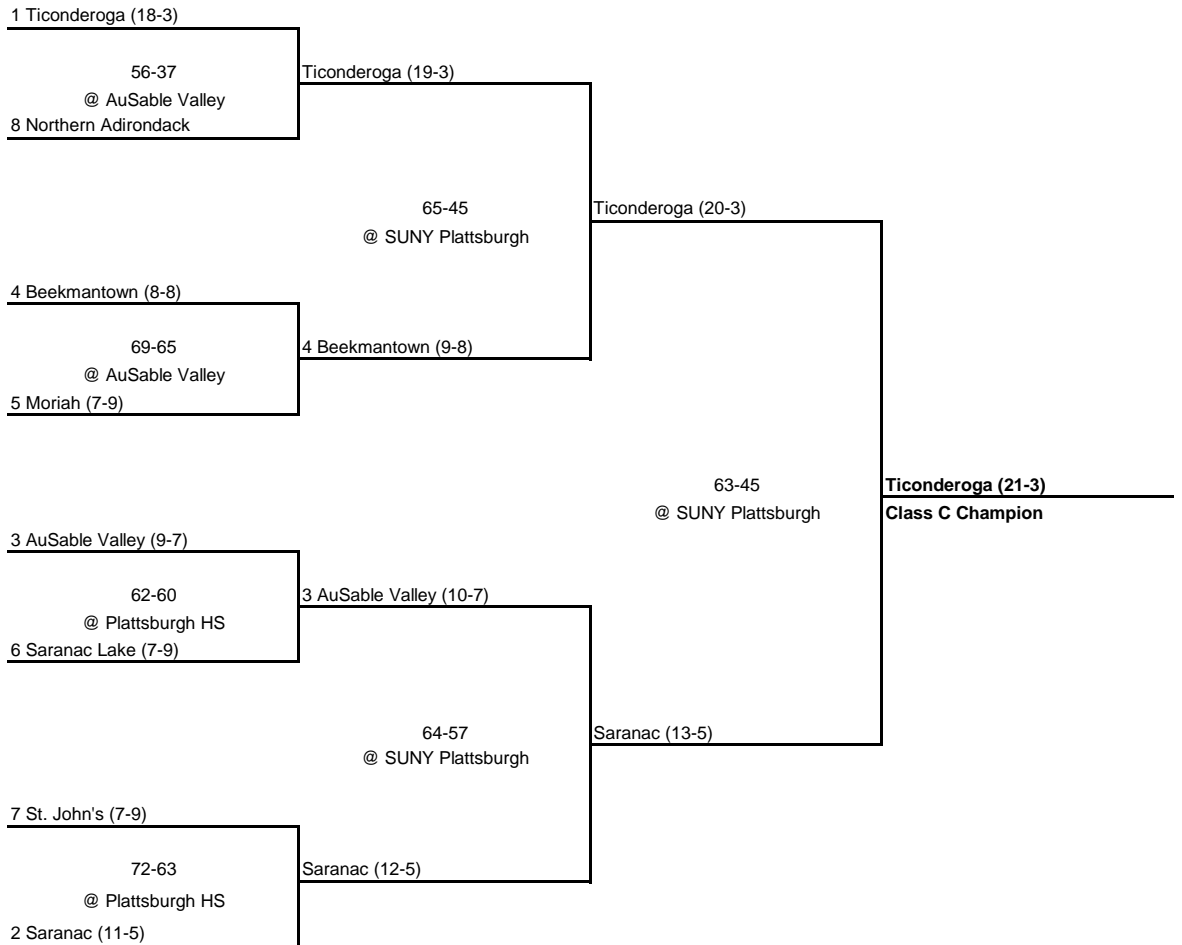 1 Ticonderoga (18-3)
56-37
@ AuSable Valley
8 Northern Adirondack
Ticonderoga (19-3)
65-45
@ SUNY Plattsburgh
Ticonderoga (20-3)
4 Beekmantown (8-8)
69-65
@ AuSable Valley
5 Moriah (7-9)
4 Beekmantown (9-8)
63-45
@ SUNY Plattsburgh
Ticonderoga (21-3)
Class C Champion
3 AuSable Valley (9-7)
62-60
@ Plattsburgh HS
6 Saranac Lake (7-9)
3 AuSable Valley (10-7)
64-57
@ SUNY Plattsburgh
Saranac (13-5)
7 St. John's (7-9)
72-63
@ Plattsburgh HS
2 Saranac (11-5)
Saranac (12-5)